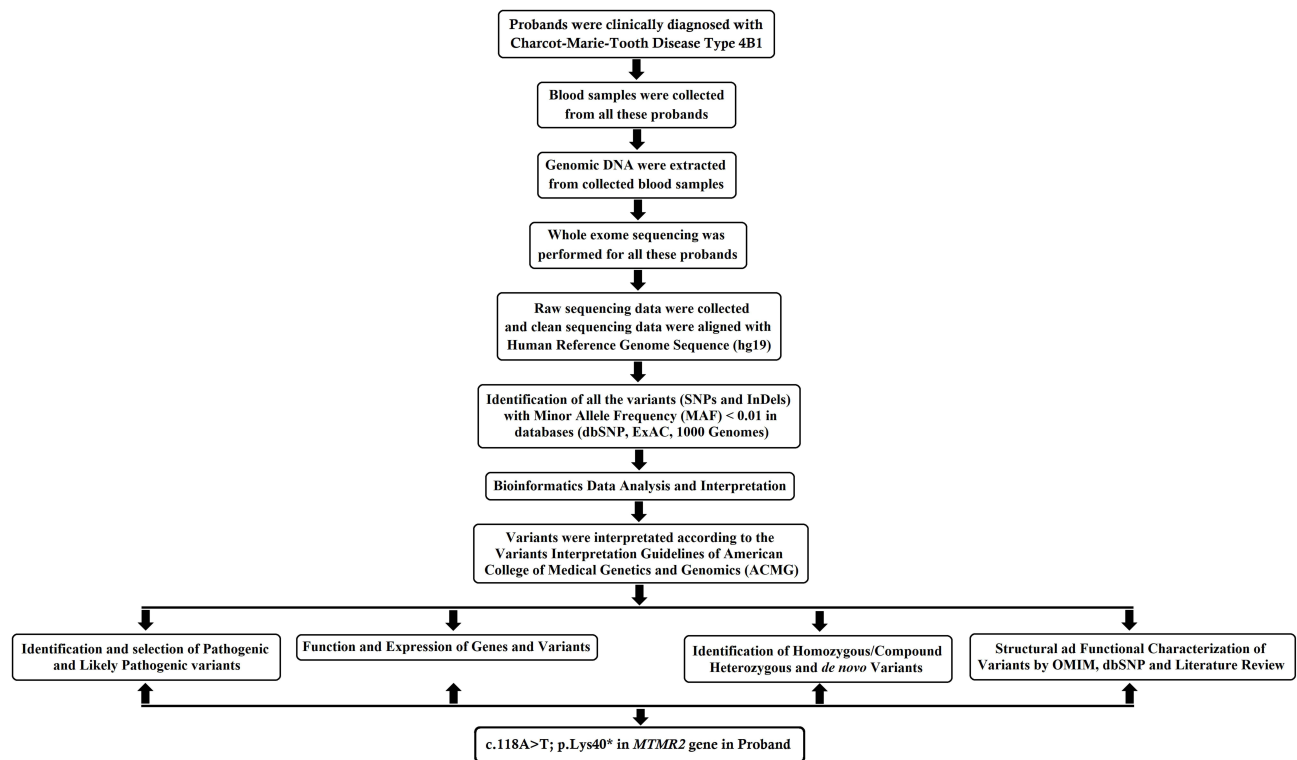 Probands were clinically diagnosed with
Charcot-Marie-Tooth Disease Type 4B1
Blood samples were collected
from all these probands
Genomic DNA were extracted
from collected blood samples
Whole exome sequencing was
performed for all these probands
Raw sequencing data were collected
and clean sequencing data were aligned with
Human Reference Genome Sequence (hg19)
Identification of all the variants (SNPs and InDels)
with Minor Allele Frequency (MAF) < 0.01 in
databases (dbSNP, ExAC, 1000 Genomes)
Bioinformatics Data Analysis and Interpretation
Variants were interpretated according to the
Variants Interpretation Guidelines of American
College of Medical Genetics and Genomics (ACMG)
Identification and selection of Pathogenic
and Likely Pathogenic variants
Function and Expression of Genes and Variants
Identification of Homozygous/Compound
Heterozygous and de novo Variants
Structural ad Functional Characterization of
Variants by OMIM, dbSNP and Literature Review
c.118A>T; p.Lys40* in MTMR2 gene in Proband